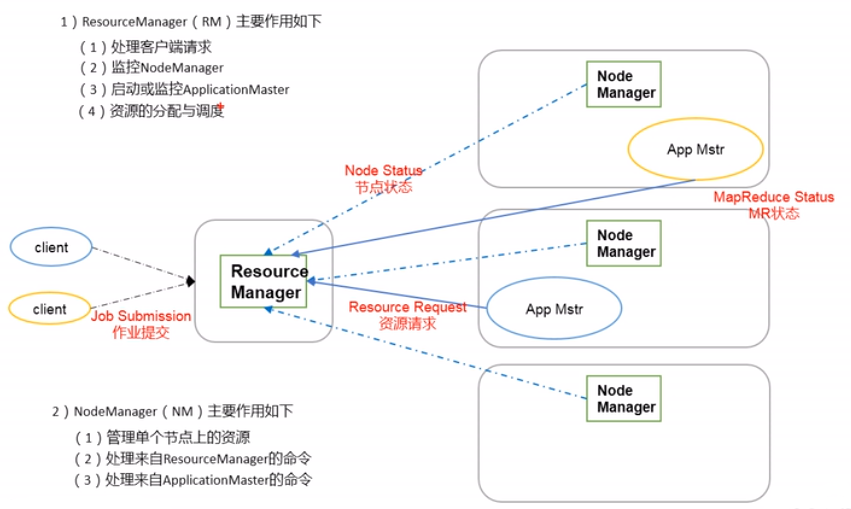 1）ResourceManager（RM）主要作用如下
（1）处理客户端请求
（2）监控NodeManager
（3）启动或监控ApplicationMaster
（4）资源的分配与调度
Node
Manager
App Mstr
Node Status
节点状态
MapReduce Status
MR状态
client
client
Job Submission
作业提交
Resource
Manager
Node
Manager
Resource Request
资源请求
App Mstr
Node
Manager
2）NodeManager（NM）主要作用如下
（1）管理单个节点上的资源
（2）处理来自ResourceManager的命令
（3）处理来自ApplicationMaster的命令